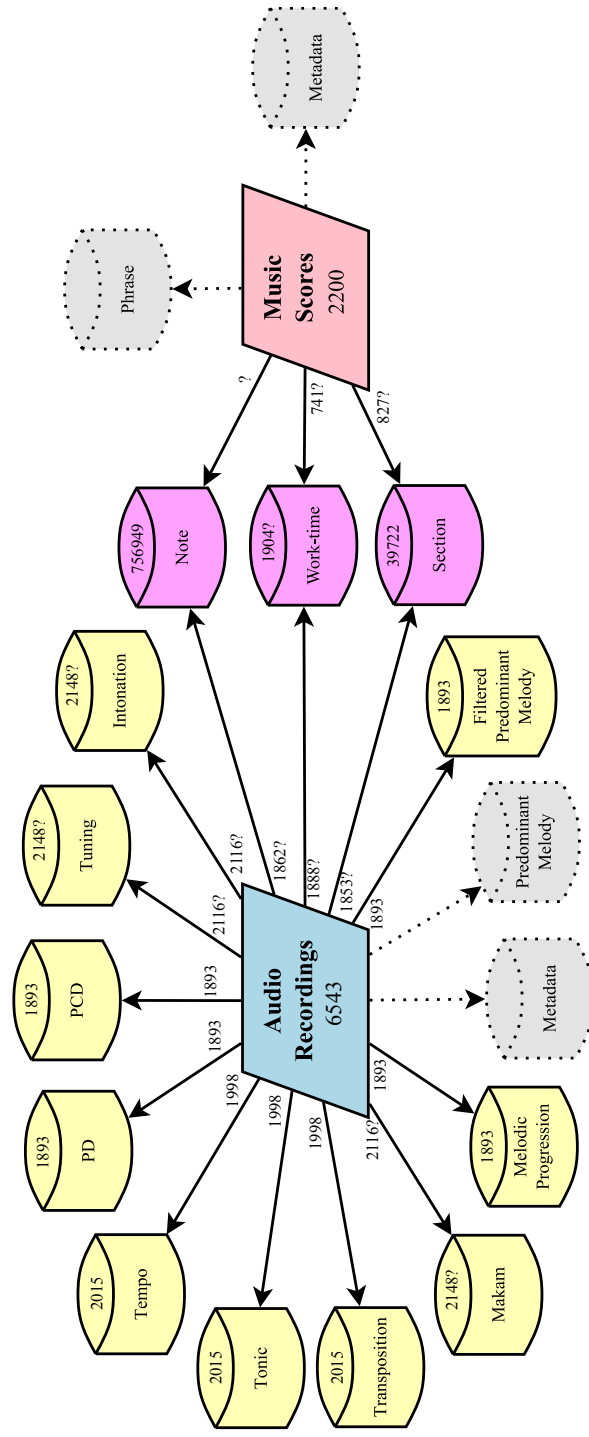 2015
Tempo
2015
Tonic
2015
Transposition
2148?
Makam
1893
PD
1893
PCD
2148?
Tuning
2148?
Intonation
1893
Melodic
Progression
Metadata
Predominant
Melody
1893
Filtered
Predominant
Melody
1998
1998
1998
2116?
1893
1893
1893
2116?
2116?
1862?
1888?
1853?
1893
Audio
Recordings
6543
756949
Note
1904?
Work-time
39722
Section
?
741?
827?
Music
Scores
2200
Phrase
Metadata